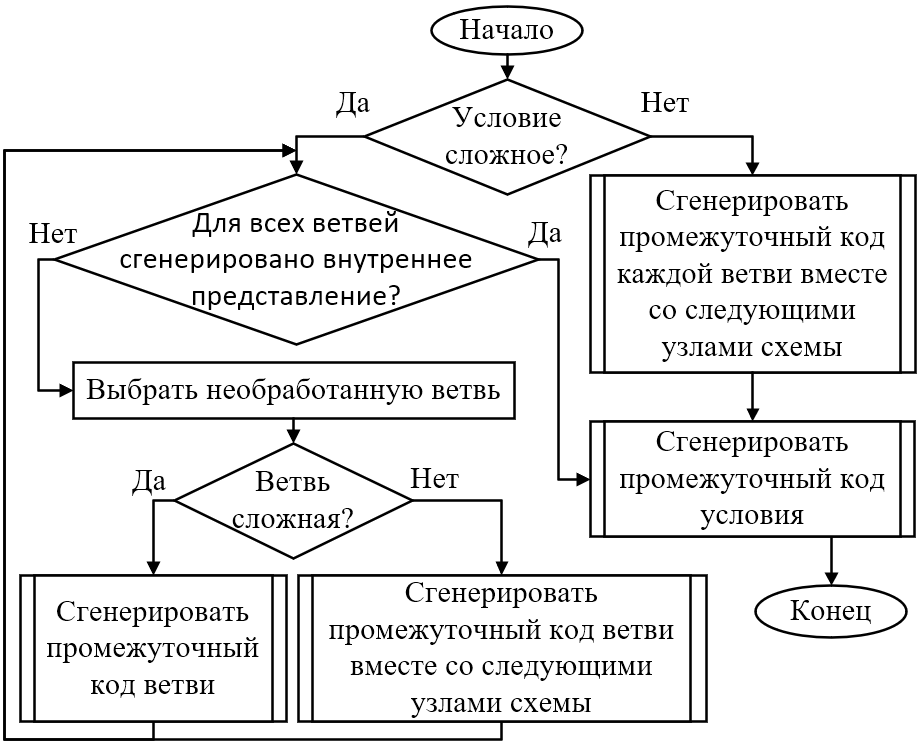 Начало
Да
Нет
Условие
сложное?
Сгенерировать
промежуточный код
каждой ветви вместе
со следующими
узлами схемы
Нет
Для всех ветвей
сгенерировано внутреннее
представление?
Да
Выбрать необработанную ветвь
Сгенерировать
промежуточный код
условия
Да
Ветвь
сложная?
Нет
Сгенерировать
промежуточный
код ветви
Сгенерировать
промежуточный код ветви
вместе со следующими
узлами схемы
Конец